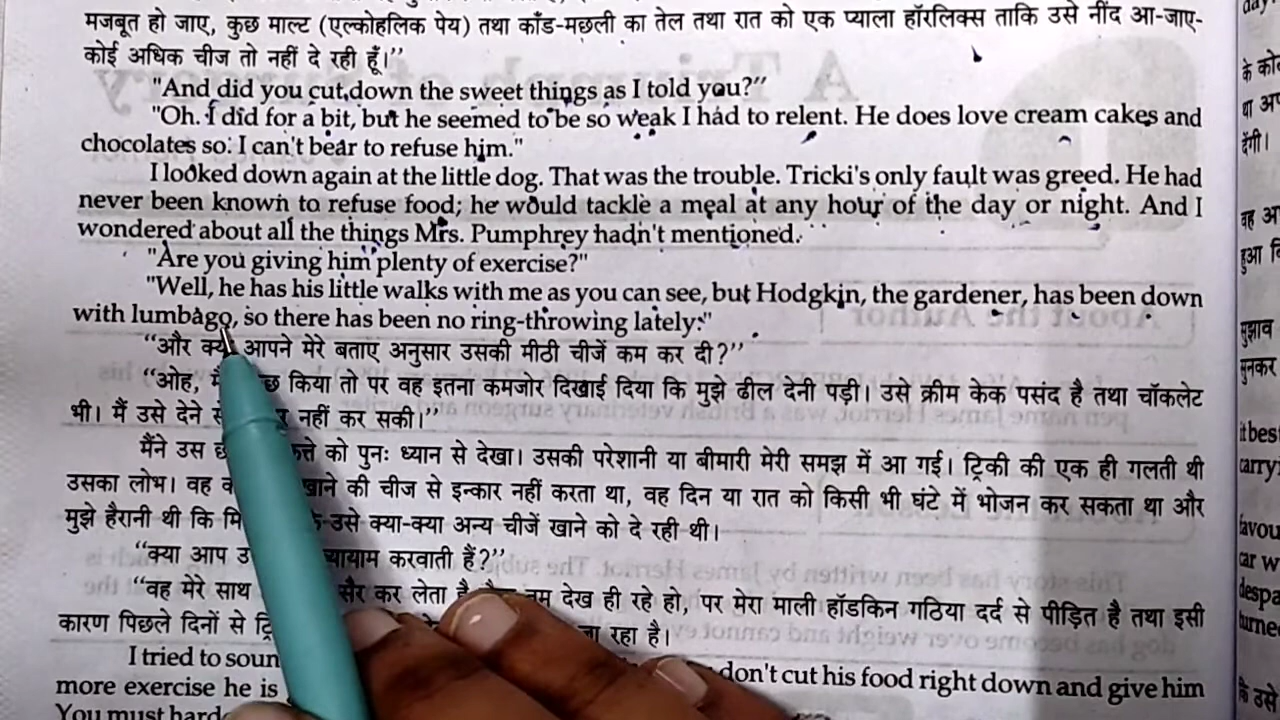 मजबूत हो जाए, कुछ माल्ट (एल्कोहलिक पेय) तथा कॉड-मछली का तेल तथा रात को एक प्याला हॉरलिक्स ताकि उसे नींद आ-जाए-
कोई अधिक चीज तो नहीं दे रही हूँ।”
"And did you cut down the sweet things as I told you?”
"Oh. I did for a bit, but he seemed to be so weak I had to relent. He does love cream cakes and
chocolates so. I can't bear to refuse him."
I looked down again at the little dog. That was the trouble. Tricki's only fault was greed. He had
never been known to refuse food; he would tackle a meal at any hour of the day or night. And I
wondered about all the things Mrs. Pumphrey hadn't mentioned.
"Are you giving him plenty of exercise?"
"Well, he has his little walks with me as you can see, but Hodgkin, the gardener, has been down
with lumbago, so there has been no ring-throwing lately."
“और क्या आपने मेरे बताए अनुसार उसकी मीठी चीजें कम कर दी?”
“ओह, किया तो पर वह इतना कमजोर दिखाई दिया कि मुझे ढील देनी पड़ी। उसे क्रीम केक पसंद है तथा चॉकलेट
भी। मैं उसे देने नहीं कर सकी।”
मैंने उस को पुनः ध्यान से देखा। उसकी परेशानी या बीमारी मेरी समझ में आ गई। ट्रिकी की एक ही गलती थी
उसका लोभ। वह खाने की चीज से इन्कार नहीं करता था, वह दिन या रात को किसी भी घंटे में भोजन कर सकता था और
मुझे हैरानी थी कि उसे क्या-क्या अन्य चीजें खाने को दे रही थी।
“क्या आप करवाती हैं?”
“वह मेरे साथ सैर कर लेता देख ही रहे हो, पर मेरा माली हॉडकिन गठिया दर्द से पीड़ित है तथा इसी
कारण पिछले दिनों से जा रहा है।
I tried to don't cut his food right down and give him
more exercise he is
You must